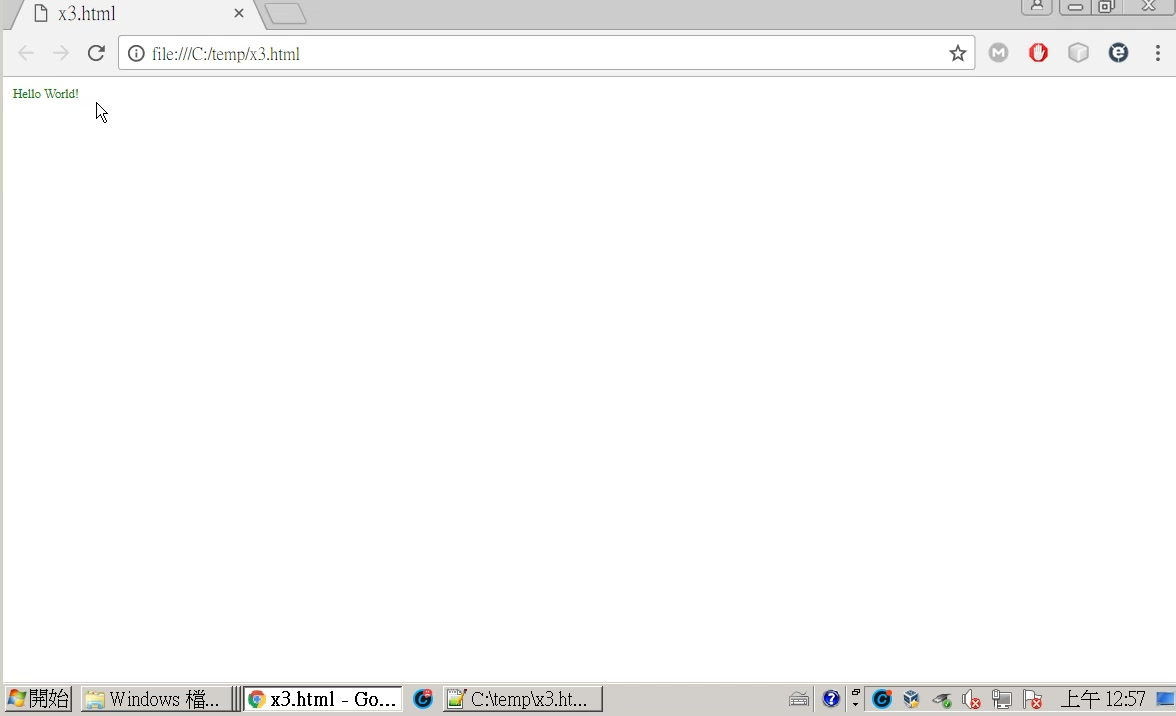 x3.html
file:///C:/temp/x3.html
Hello World!
開始 Windows 檔... x3.html - Go... C:\temp\x3.ht... 上午 12:57